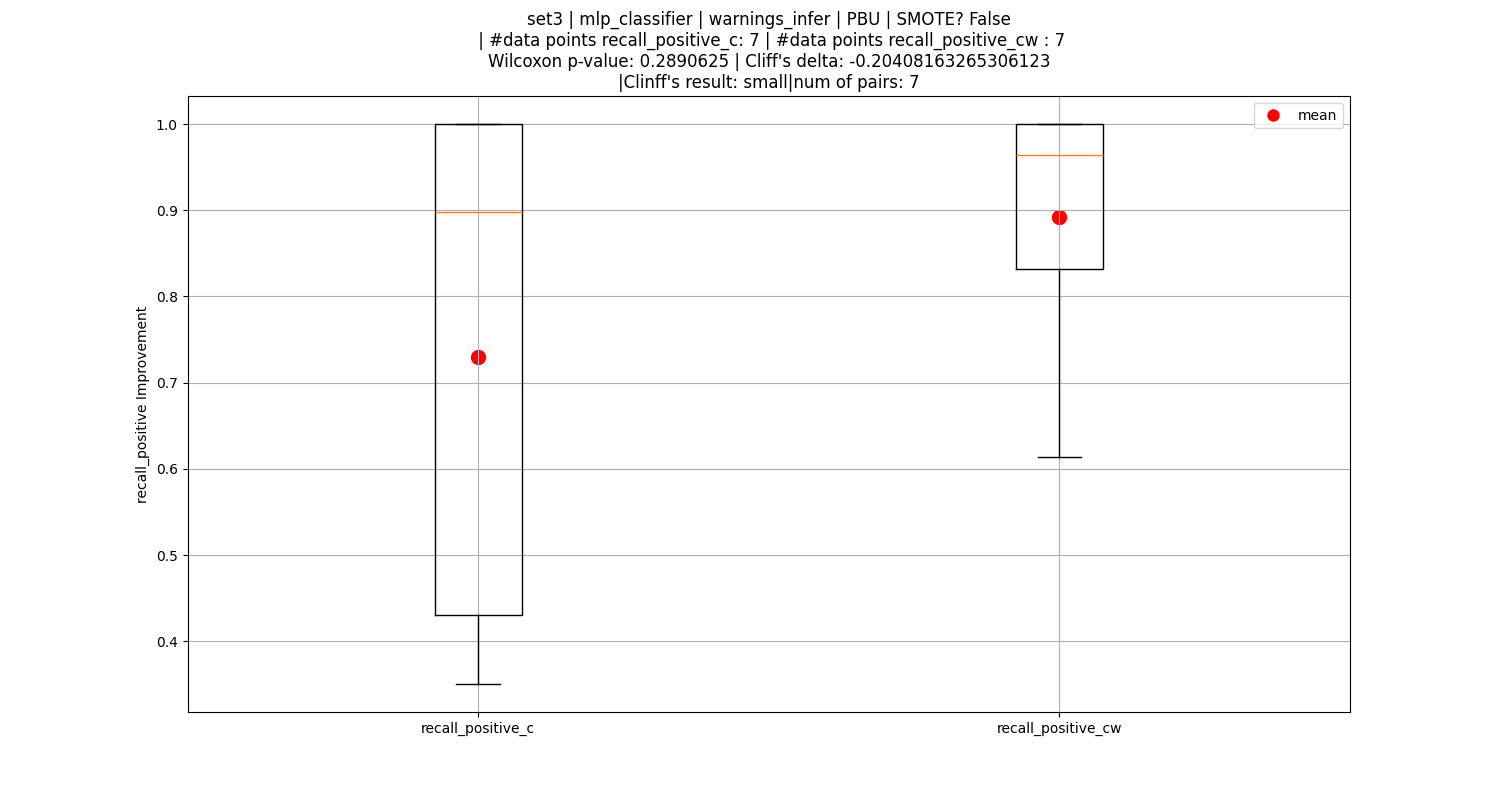 set3 | mlp_classifier | warnings_infer | PBU | SMOTE? False
| #data points recall_positive_c: 7 | #data points recall_positive_cw : 7
Wilcoxon p-value: 0.2890625 | Cliff's delta: -0.20408163265306123
|Clinff's result: small|num of pairs: 7
mean
1.0
0.9
0.8
0.7
0.6
0.5
0.4
recall_positive Improvement
recall_positive_c
recall_positive_cw